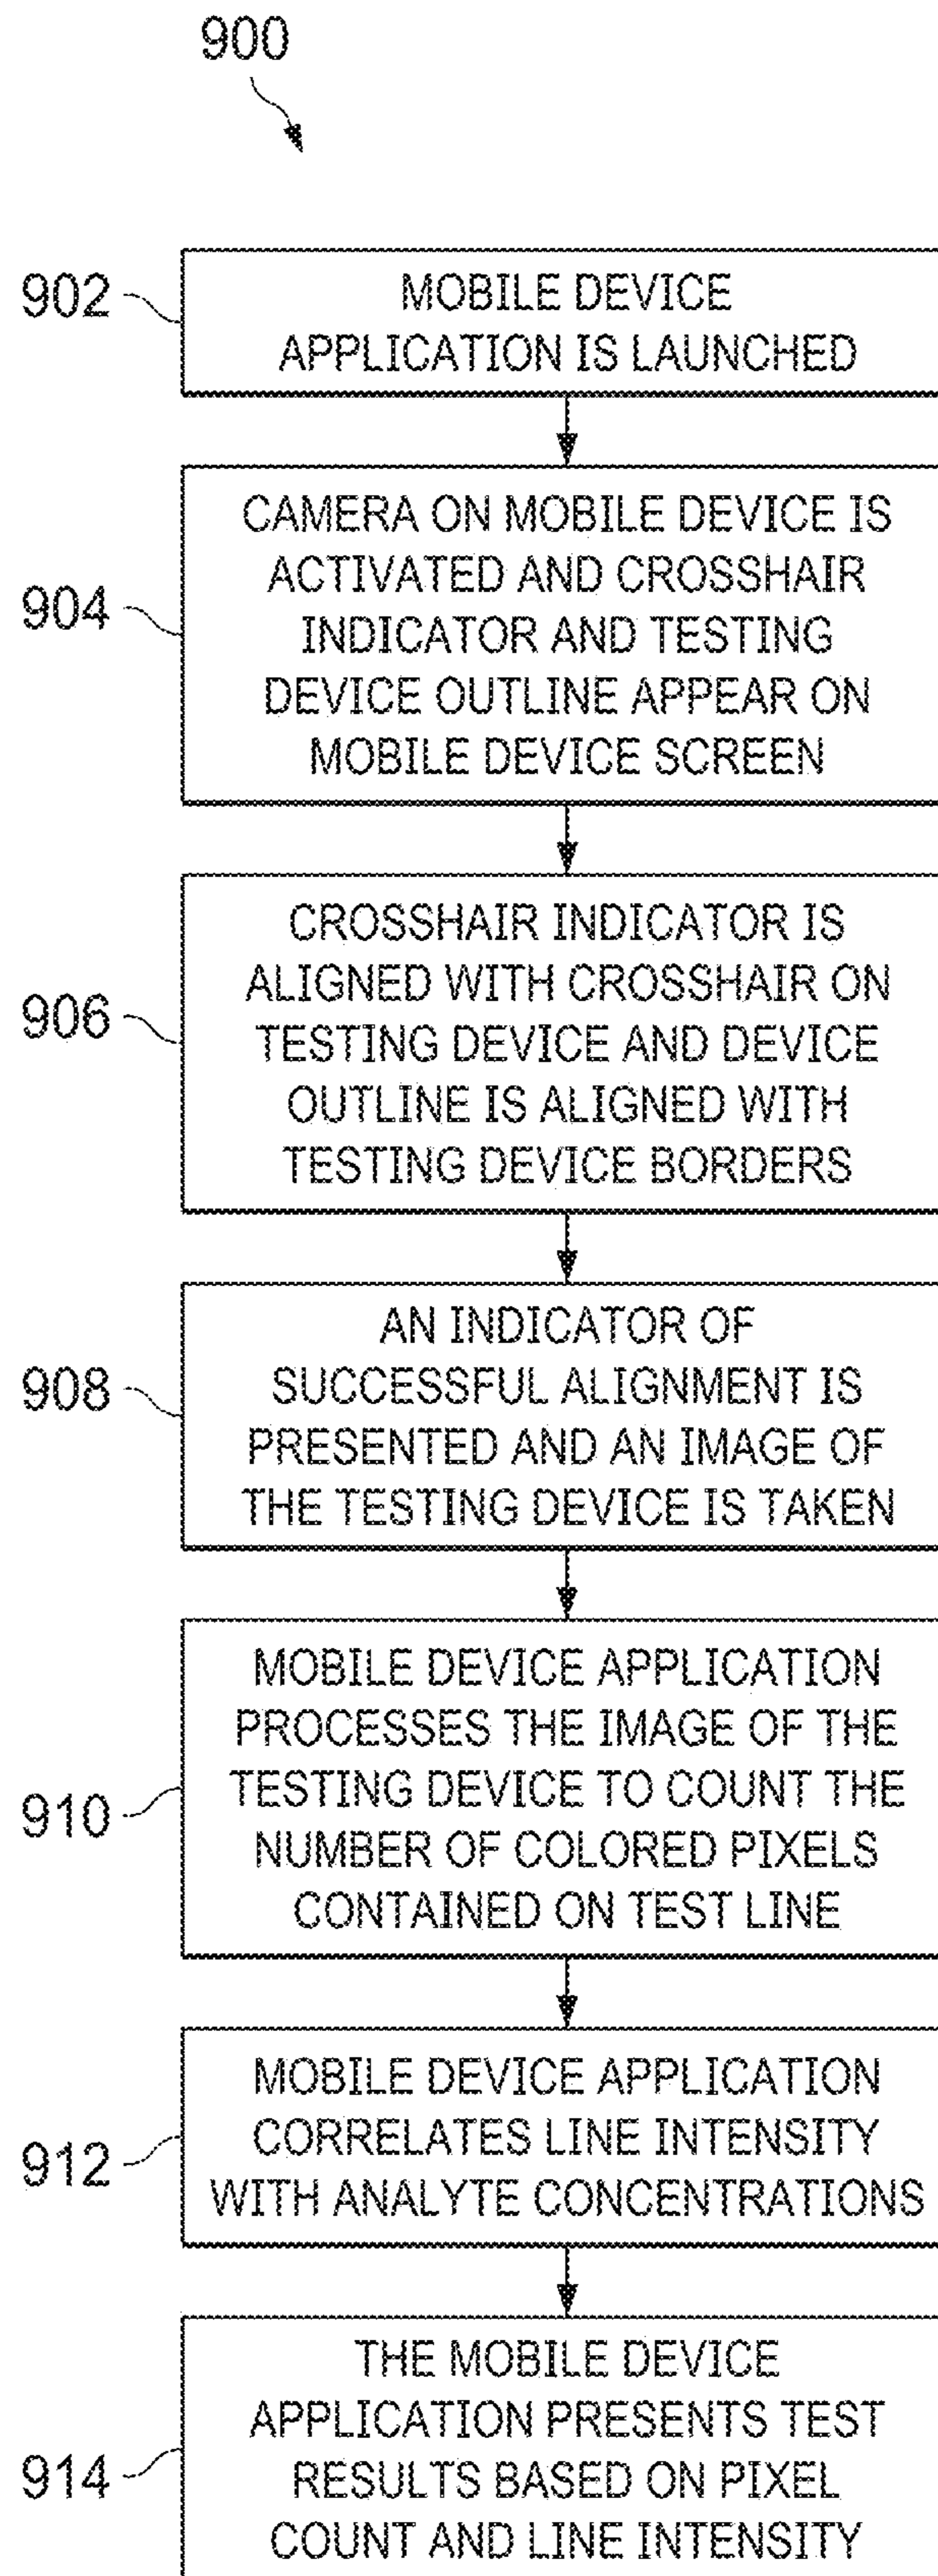 900
902
MOBILE DEVICE
APPLICATION IS LAUNCHED
904
CAMERA ON MOBILE DEVICE IS
ACTIVATED AND CROSSHAIR
INDICATOR AND TESTING
DEVICE OUTLINE APPEAR ON
MOBILE DEVICE SCREEN
906
CROSSHAIR INDICATOR IS
ALIGNED WITH CROSSHAIR ON
TESTING DEVICE AND DEVICE
OUTLINE IS ALIGNED WITH
TESTING DEVICE BORDERS
908
AN INDICATOR OF
SUCCESSFUL ALIGNMENT IS
PRESENTED AND AN IMAGE OF
THE TESTING DEVICE IS TAKEN
910
MOBILE DEVICE APPLICATION
PROCESSES THE IMAGE OF THE
TESTING DEVICE TO COUNT THE
NUMBER OF COLORED PIXELS
CONTAINED ON TEST LINE
912
MOBILE DEVICE APPLICATION
CORRELATES LINE INTENSITY
WITH ANALYTE CONCENTRATIONS
914
THE MOBILE DEVICE
APPLICATION PRESENTS TEST
RESULTS BASED ON PIXEL
COUNT AND LINE INTENSITY